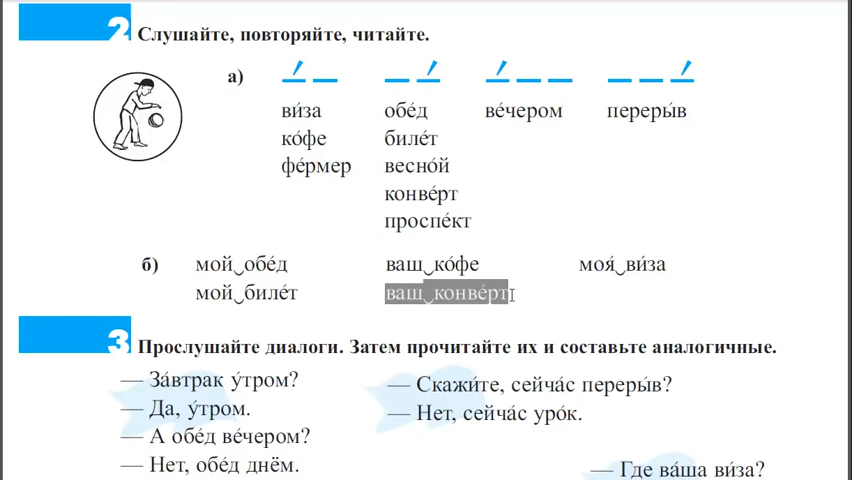 2 Слушайте, повторяйте, читайте.
а)
ви́за обе́д ве́чером переры́в
ко́фе биле́т
фе́рмер весно́й
конве́рт
проспе́кт
б) мой‿обе́д ваш‿ко́фе моя́‿ви́за
мой‿биле́т ваш‿конве́рт
3 Прослушайте диалоги. Затем прочитайте их и составьте аналогичные.
— За́втрак у́тром?
— Да, у́тром.
— А обе́д ве́чером?
— Нет, обе́д днём.
— Скажи́те, сейча́с переры́в?
— Нет, сейча́с уро́к.
— Где ва́ша ви́за?